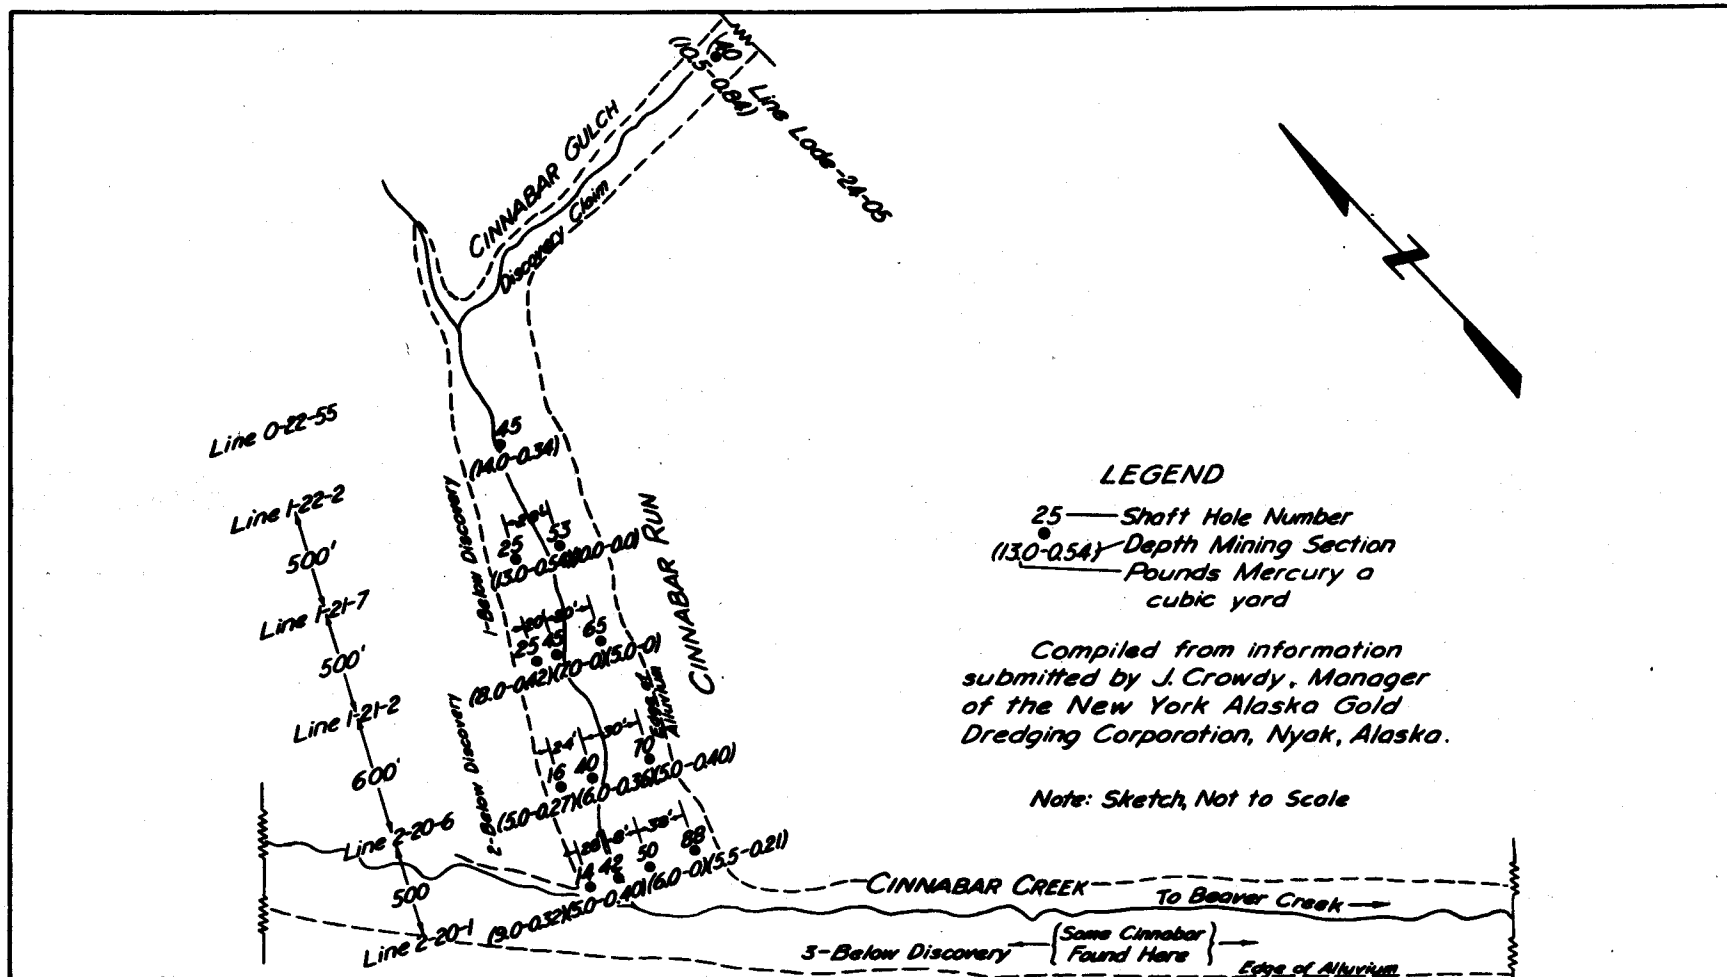 40
(10.5-0.84)
Line Lode-24-05
CINNABAR GULCH
Discovery Claim
Line 0-22-55
45
(14.0-0.34)
Line 1-22-2
500'
1-Below Discovery
25
53
(13.0-0.54)(10.0-0.0)
CINNABAR RUN
Line 1-21-7
500'
20'
20'
25
45
65
(8.0-0.42)(7.0-0)(5.0-0)
Edge of
Alluvium
Line 1-21-2
600'
2-Below Discovery
24'
30'
16
40
70
(5.0-0.27)(6.0-0.36)(5.0-0.40)
Line 2-20-6
500
28'
8'
38'
14
42
50
88
(9.0-0.32)(5.0-0.40)(6.0-0)(5.5-0.21)
Line 2-20-1
LEGEND
25 Shaft Hole Number
(13.0-0.54) Depth Mining Section
Pounds Mercury a
cubic yard
Compiled from information
submitted by J. Crowdy, Manager
of the New York Alaska Gold
Dredging Corporation, Nyak, Alaska.
Note: Sketch, Not to Scale
CINNABAR CREEK
To Beaver Creek
3-Below Discovery
{Some Cinnabar
Found Here}
Edge of Alluvium